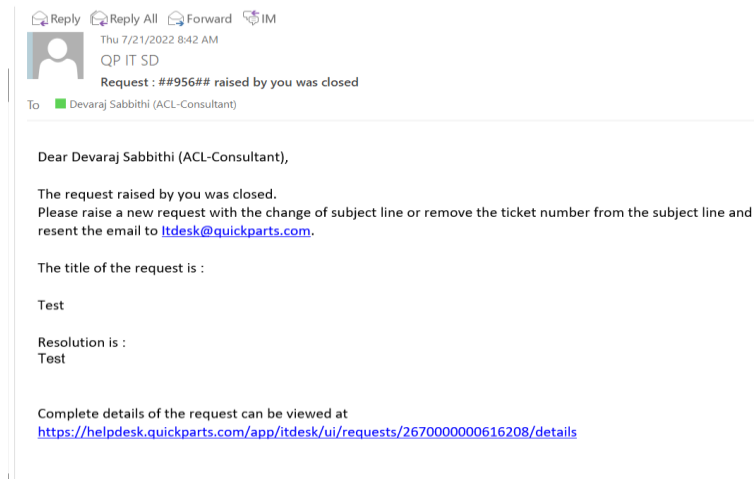 Reply Reply All Forward IM
Thu 7/21/2022 8:42 AM
QP IT SD
Request : ##956## raised by you was closed
To Devaraj Sabbithi (ACL-Consultant)
Dear Devaraj Sabbithi (ACL-Consultant),
The request raised by you was closed.
Please raise a new request with the change of subject line or remove the ticket number from the subject line and
resent the email to Itdesk@quickparts.com.
The title of the request is :
Test
Resolution is :
Test
Complete details of the request can be viewed at
https://helpdesk.quickparts.com/app/itdesk/ui/requests/2670000000616208/details